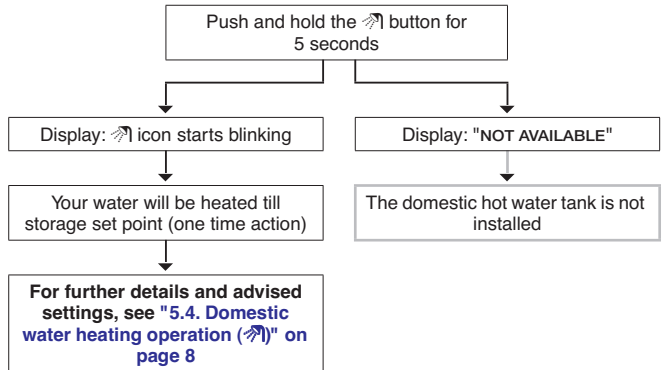 Push and hold the button for
5 seconds
Display: icon starts blinking
Display: "NOT AVAILABLE"
Your water will be heated till
storage set point (one time action)
The domestic hot water tank is not
installed
For further details and advised
settings, see "5.4. Domestic
water heating operation ( )" on
page 8